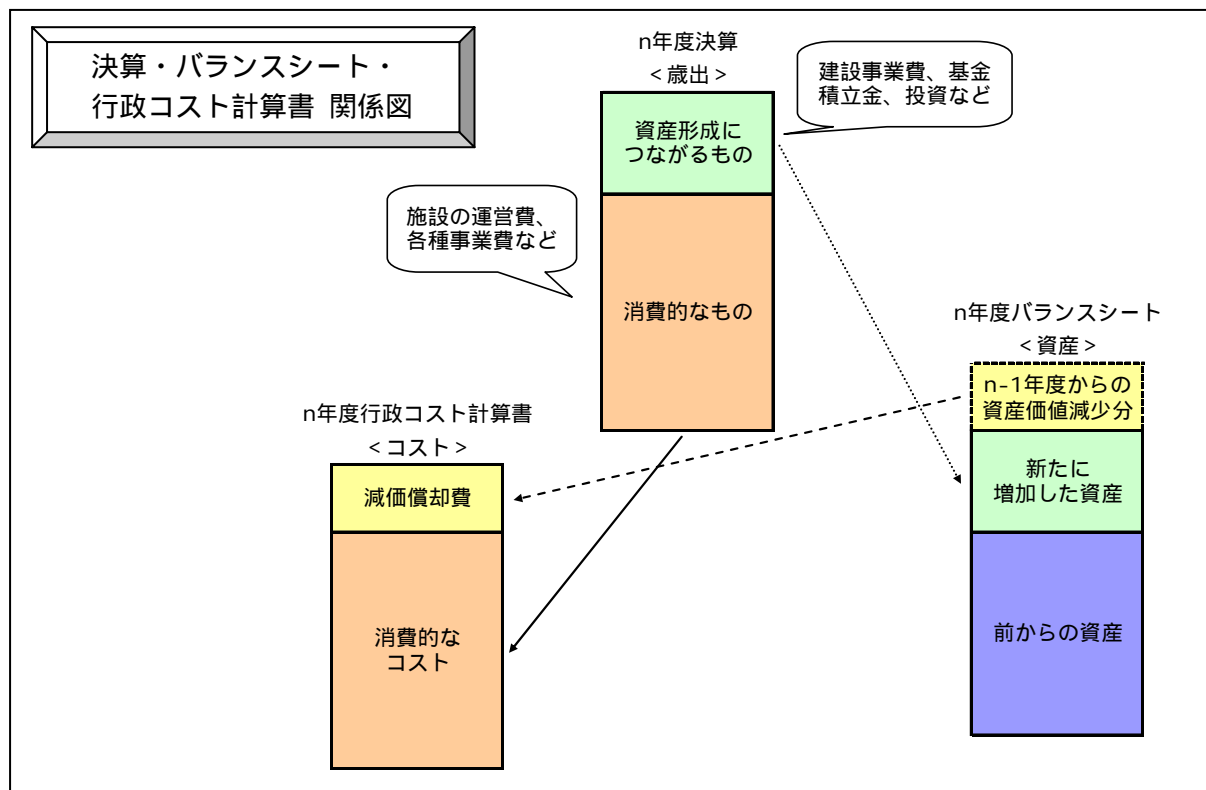 決算・バランスシート・
行政コスト計算書 関係図
n年度決算
<歳出>
建設事業費、基金
積立金、投資など
資産形成に
つながるもの
施設の運営費、
各種事業費など
消費的なもの
n年度バランスシート
<資産>
n-1年度からの
資産価値減少分
新たに
増加した資産
前からの資産
n年度行政コスト計算書
<コスト>
減価償却費
消費的な
コスト